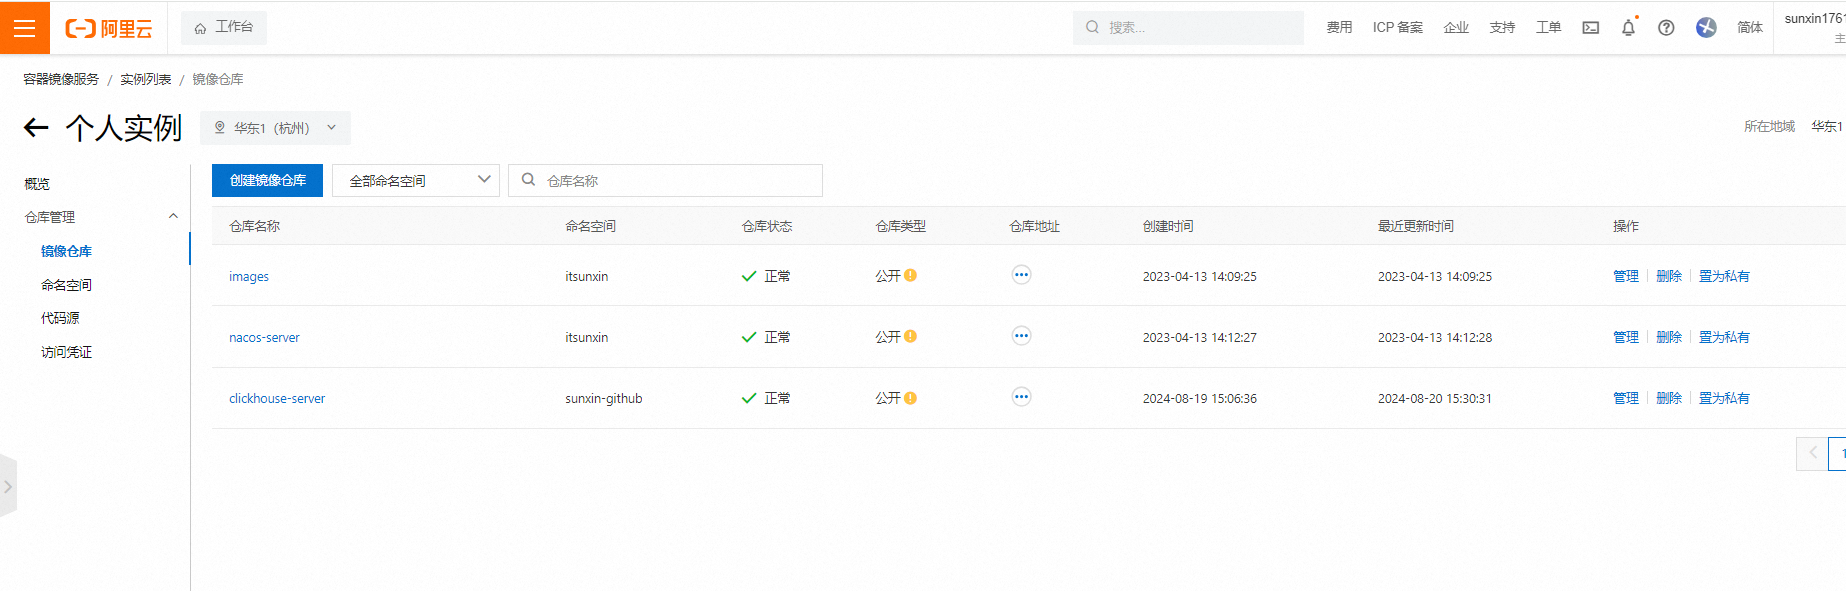 阿里云 工作台 搜索... 费用 ICP 备案 企业 支持 工单 简体 sunxin176
主
容器镜像服务 / 实例列表 / 镜像仓库
个人实例 华东1（杭州） 所在地域 华东1
概览
仓库管理
镜像仓库
命名空间
代码源
访问凭证
创建镜像仓库 全部命名空间 仓库名称
仓库名称 命名空间 仓库状态 仓库类型 仓库地址 创建时间 最近更新时间 操作
images itsunxin 正常 公开 2023-04-13 14:09:25 2023-04-13 14:09:25 管理 删除 置为私有
nacos-server itsunxin 正常 公开 2023-04-13 14:12:27 2023-04-13 14:12:28 管理 删除 置为私有
clickhouse-server sunxin-github 正常 公开 2024-08-19 15:06:36 2024-08-20 15:30:31 管理 删除 置为私有
1